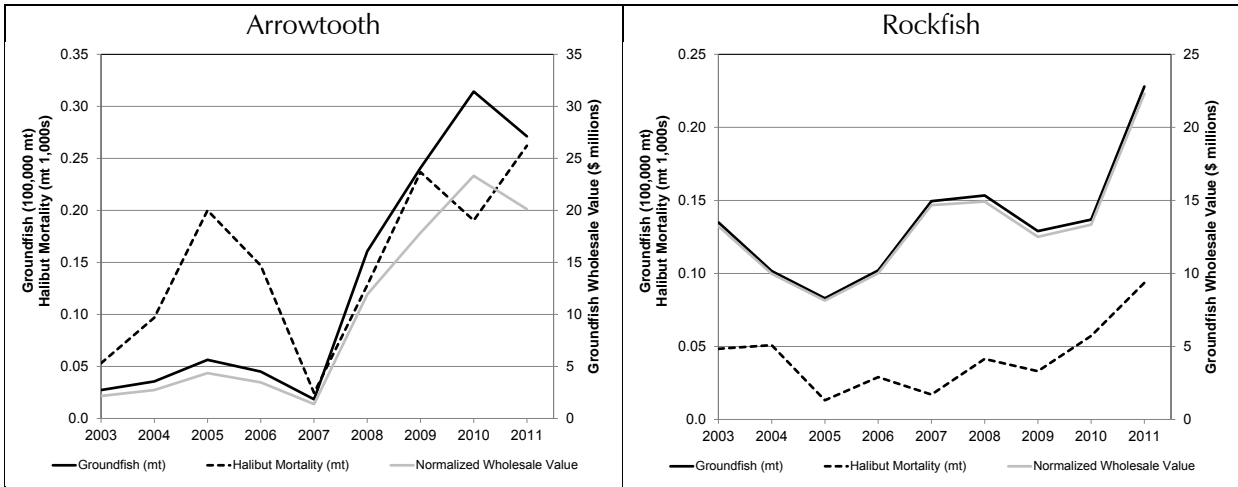 Arrowtooth
Groundfish (100,000 mt)
Halibut Mortality (mt 1,000s)
0.35
0.30
0.25
0.20
0.15
0.10
0.05
0.0
35
30
25
20
15
10
5
0
Groundfish Wholesale Value ($ millions)
2003 2004 2005 2006 2007 2008 2009 2010 2011
Groundfish (mt) Halibut Mortality (mt) Normalized Wholesale Value
Rockfish
Groundfish (100,000 mt)
Halibut Mortality (mt 1,000s)
0.25
0.20
0.15
0.10
0.05
0.0
25
20
15
10
5
0
Groundfish Wholesale Value ($ millions)
2003 2004 2005 2006 2007 2008 2009 2010 2011
Groundfish (mt) Halibut Mortality (mt) Normalized Wholesale Value